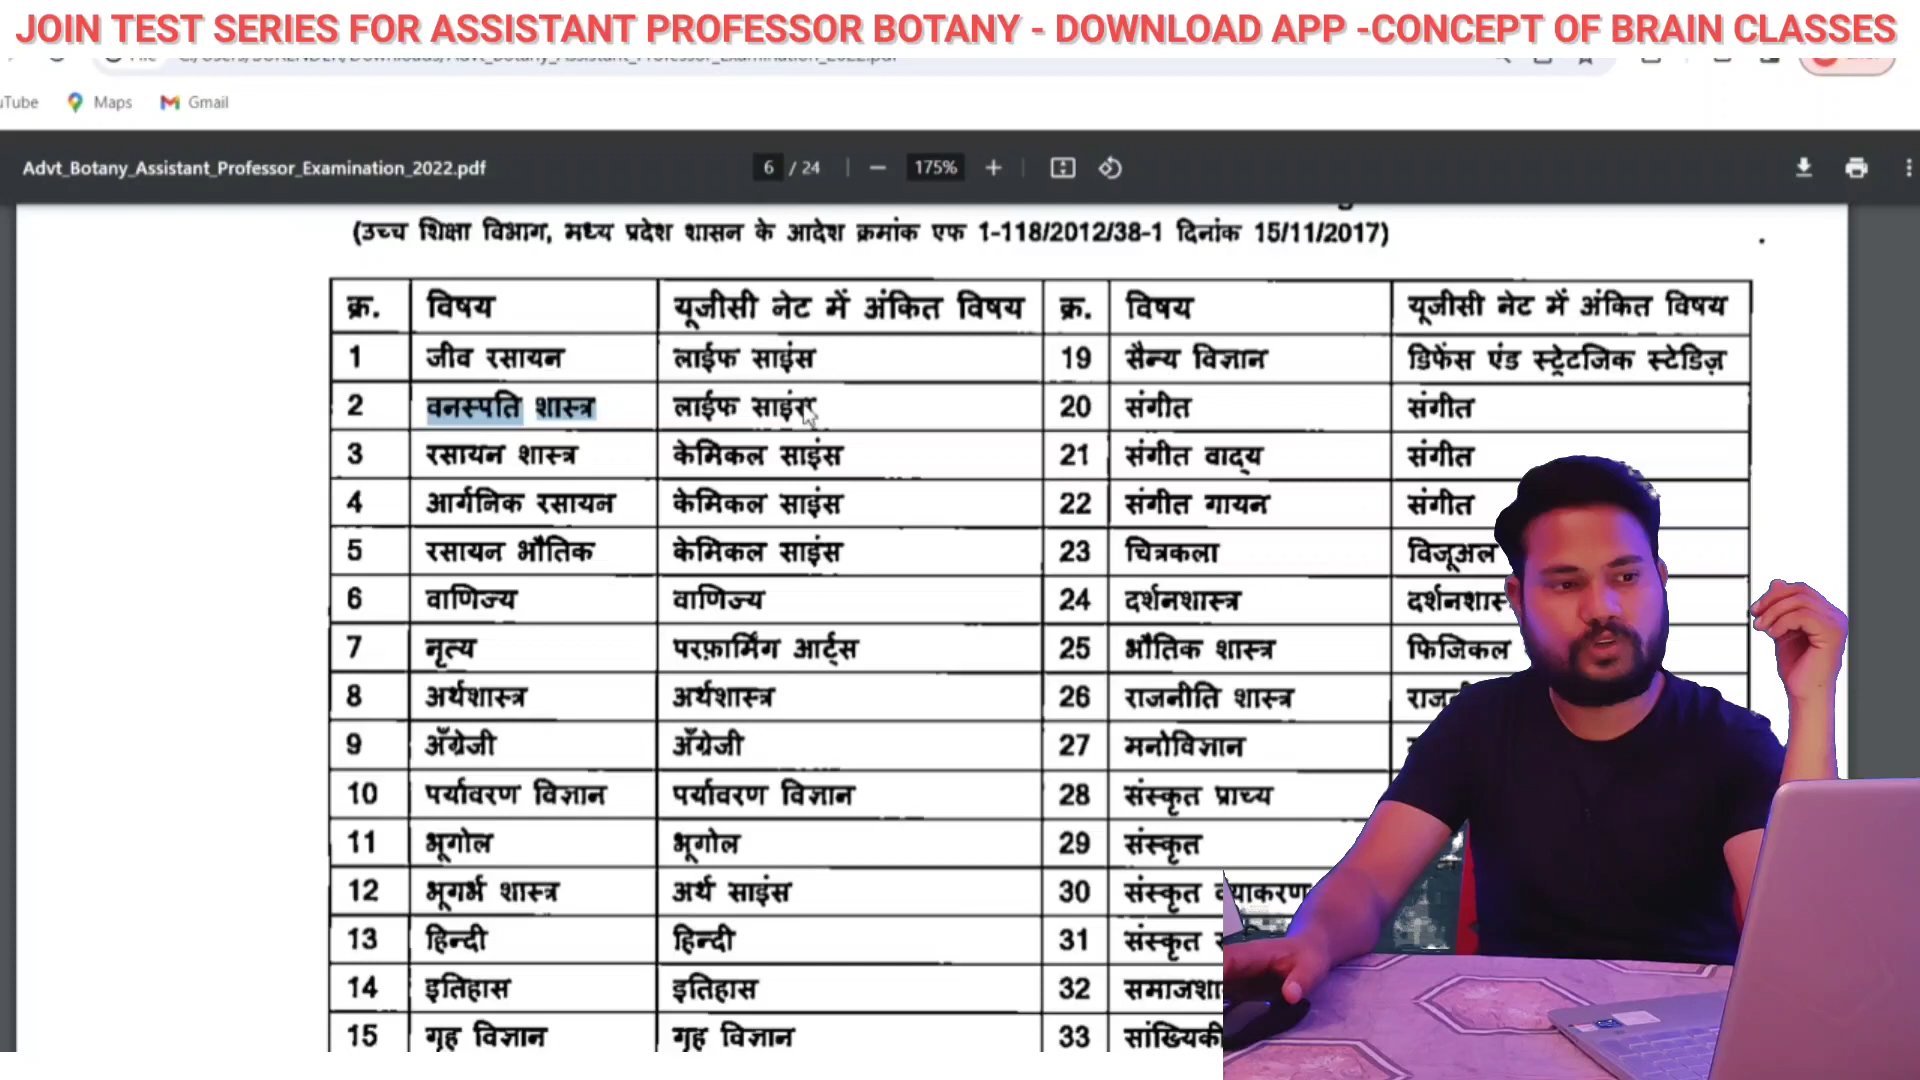 JOIN TEST SERIES FOR ASSISTANT PROFESSOR BOTANY - DOWNLOAD APP -CONCEPT OF BRAIN CLASSES
uTube Maps Gmail
Advt_Botany_Assistant_Professor_Examination_2022.pdf 6 / 24 175%
(उच्च शिक्षा विभाग, मध्य प्रदेश शासन के आदेश क्रमांक एफ 1-118/2012/38-1 दिनांक 15/11/2017)
क्र. विषय यूजीसी नेट में अंकित विषय क्र. विषय यूजीसी नेट में अंकित विषय
1 जीव रसायन लाईफ साइंस 19 सैन्य विज्ञान डिफेंस एंड स्ट्रेटजिक स्टेडिज़
2 वनस्पति शास्त्र लाईफ साइंस 20 संगीत संगीत
3 रसायन शास्त्र केमिकल साइंस 21 संगीत वाद्य संगीत
4 आर्गनिक रसायन केमिकल साइंस 22 संगीत गायन संगीत
5 रसायन भौतिक केमिकल साइंस 23 चित्रकला विजूअल
6 वाणिज्य वाणिज्य 24 दर्शनशास्त्र
7 नृत्य परफ़ार्मिंग आर्ट्स 25 भौतिक शास्त्र फिजिकल
8 अर्थशास्त्र अर्थशास्त्र 26 राजनीति शास्त्र
9 अँग्रेजी अँग्रेजी 27 मनोविज्ञान
10 पर्यावरण विज्ञान पर्यावरण विज्ञान 28 संस्कृत प्राच्य
11 भूगोल भूगोल 29 संस्कृत
12 भूगर्भ शास्त्र अर्थ साइंस 30 संस्कृत व्याकरण
13 हिन्दी हिन्दी 31 संस्कृत
14 इतिहास इतिहास 32
15 गृह विज्ञान गृह विज्ञान 33